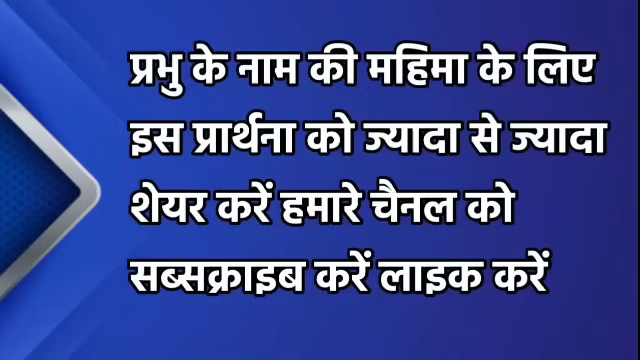 प्रभु के नाम की महिमा के लिए
इस प्रार्थना को ज्यादा से ज्यादा
शेयर करें हमारे चैनल को
सब्सक्राइब करें लाइक करें